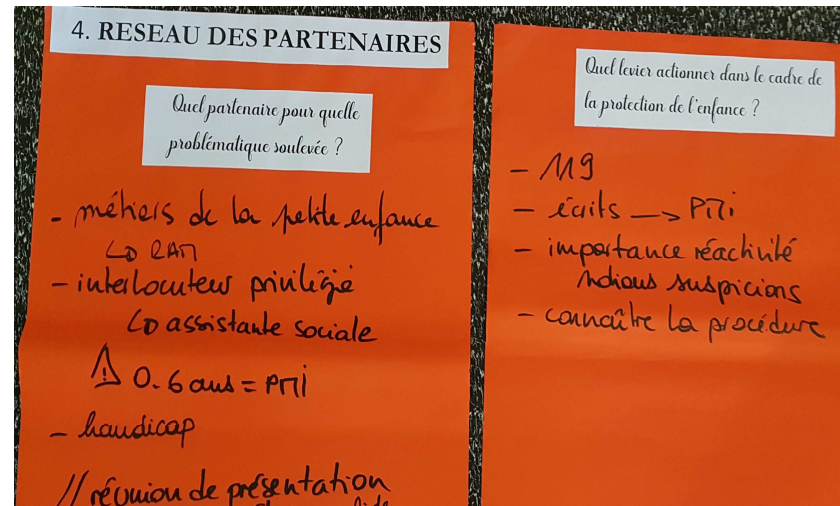 4. RESEAU DES PARTENAIRES
Quel partenaire pour quelle
problématique soulevée ?
- métiers de la petite enfance
↳ RAM
- interlocuteur privilégié
↳ assistante sociale
⚠ 0.6 ans = PMI
- handicap
// réunion de présentation
Quel levier actionner dans le cadre de
la protection de l'enfance ?
- 119
- écrits → PMI
- importance réactivité
notions suspicions
- connaître la procédure